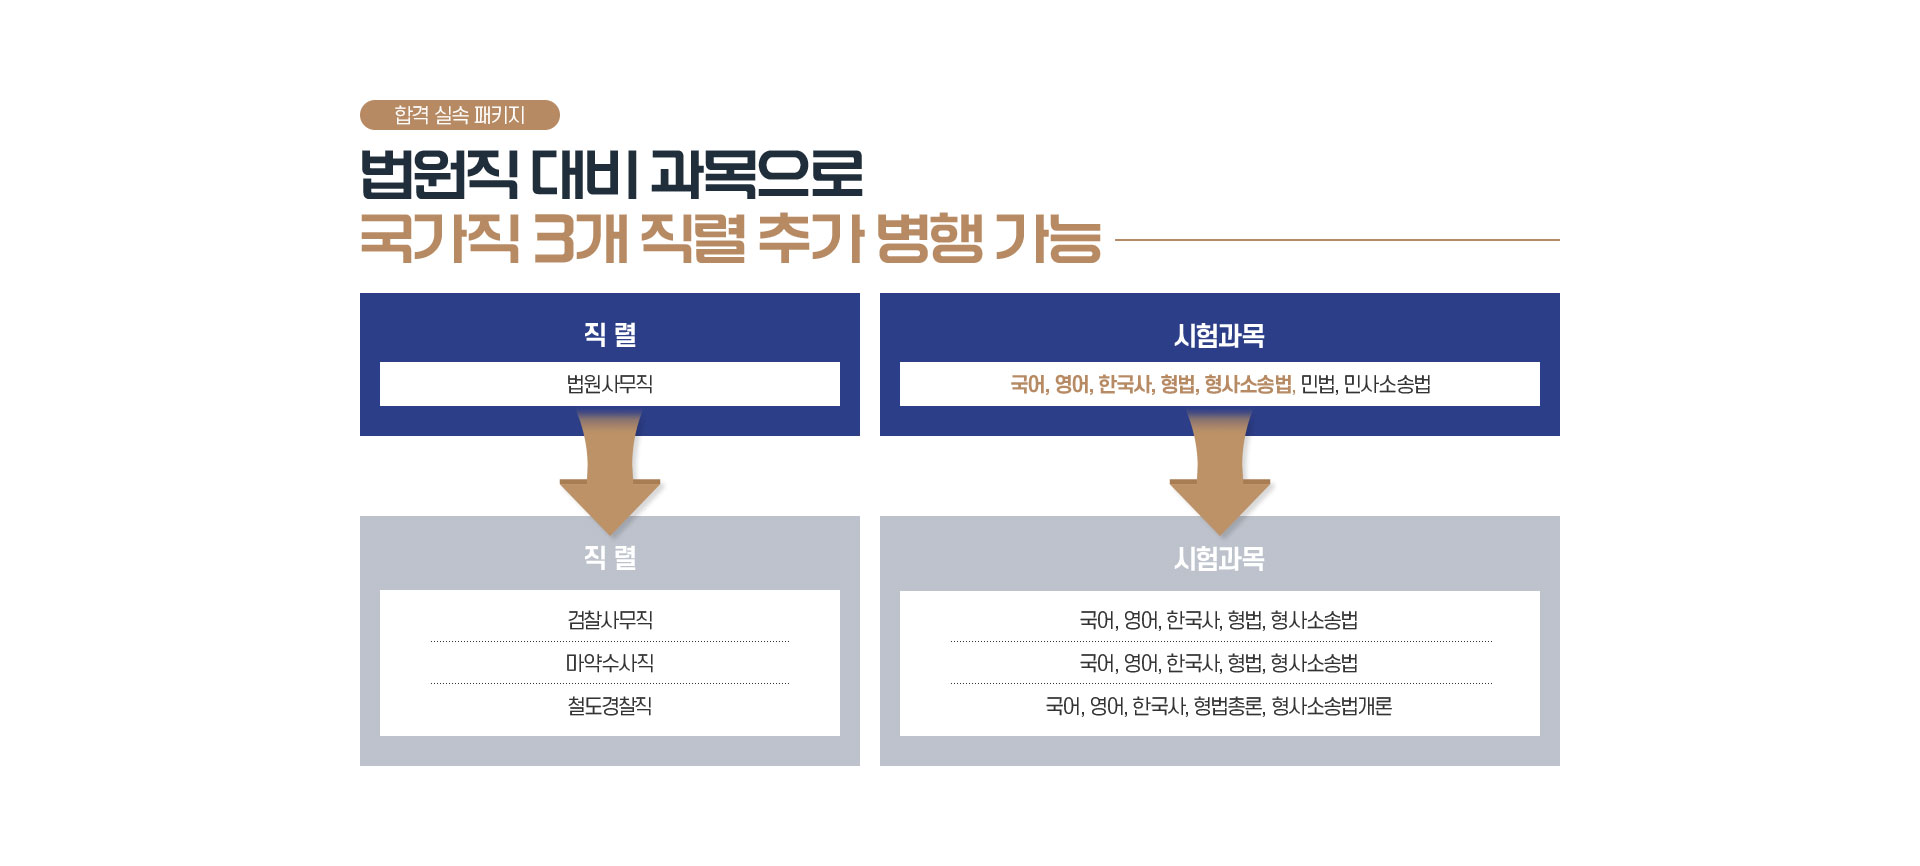 합격 실속 패키지
법원직 대비 과목으로
국가직 3개 직렬 추가 병행 가능
직 렬
법원사무직
시험과목
국어, 영어, 한국사, 형법, 형사소송법, 민법, 민사소송법
직 렬
검찰사무직
마약수사직
철도경찰직
시험과목
국어, 영어, 한국사, 형법, 형사소송법
국어, 영어, 한국사, 형법, 형사소송법
국어, 영어, 한국사, 형법총론, 형사소송법개론